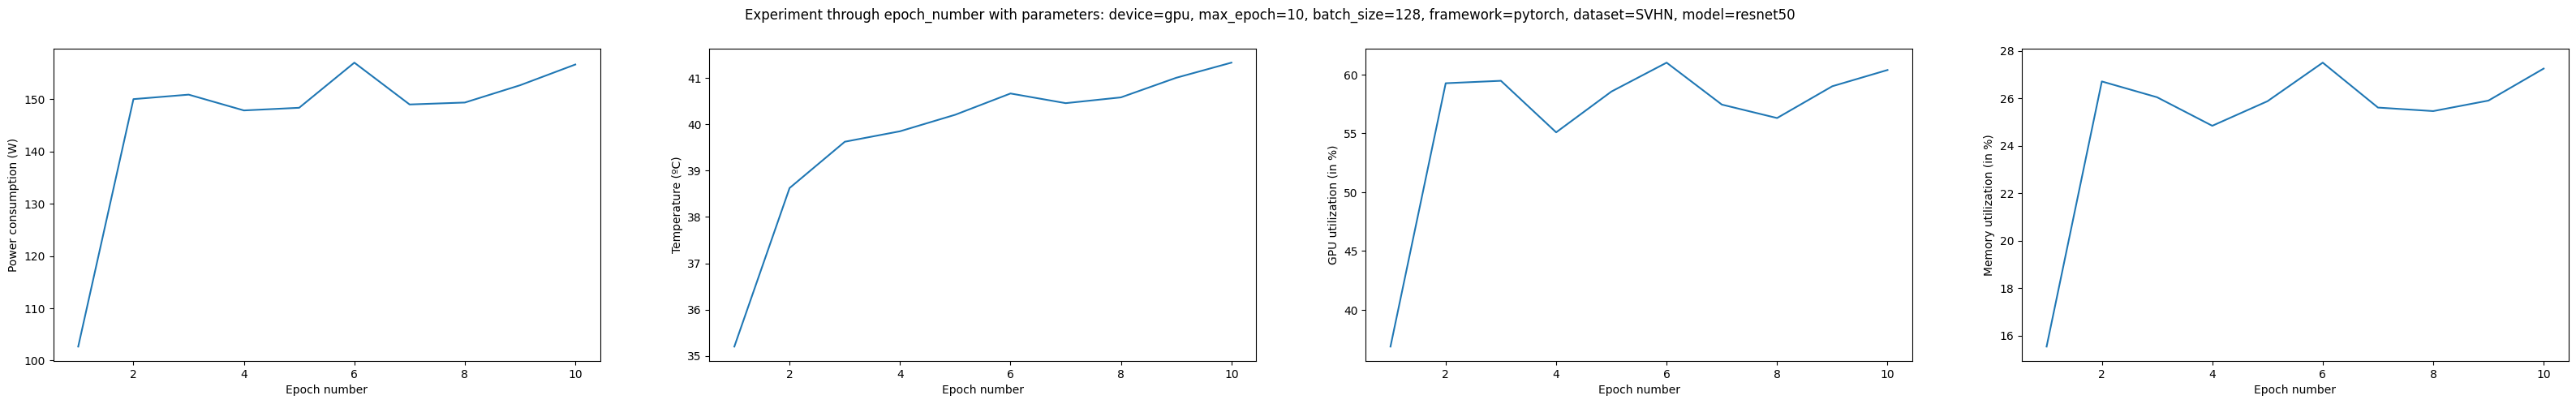 Experiment through epoch_number with parameters: device=gpu, max_epoch=10, batch_size=128, framework=pytorch, dataset=SVHN, model=resnet50
Power consumption (W)
150
140
130
120
110
100
2 4 6 8 10
Epoch number
Temperature (ºC)
41
40
39
38
37
36
35
2 4 6 8 10
Epoch number
GPU utilization (in %)
60
55
50
45
40
2 4 6 8 10
Epoch number
Memory utilization (in %)
28
26
24
22
20
18
16
2 4 6 8 10
Epoch number